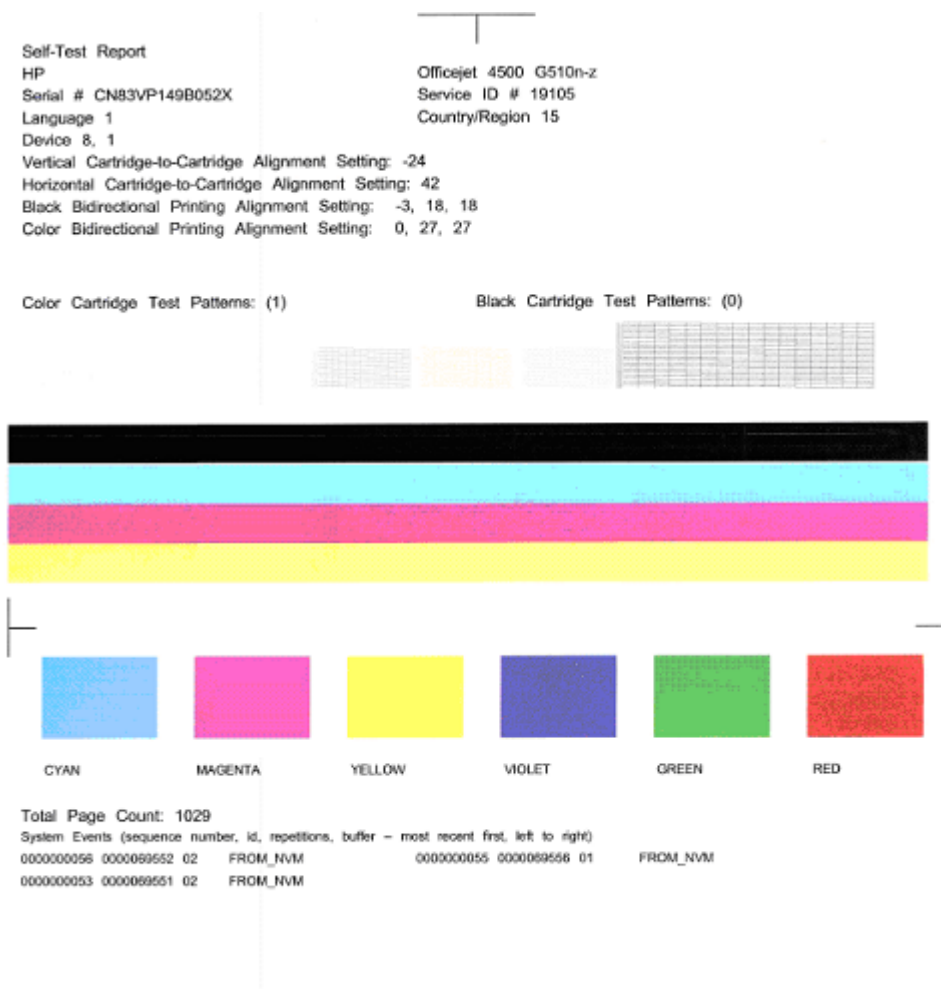 Self-Test Report
HP
Officejet 4500 G510n-z
Serial # CN83VP149B052X
Service ID # 19105
Language 1
Country/Region 15
Device 8, 1
Vertical Cartridge-to-Cartridge Alignment Setting: -24
Horizontal Cartridge-to-Cartridge Alignment Setting: 42
Black Bidirectional Printing Alignment Setting: -3, 18, 18
Color Bidirectional Printing Alignment Setting: 0, 27, 27
Color Cartridge Test Patterns: (1)
Black Cartridge Test Patterns: (0)
CYAN
MAGENTA
YELLOW
VIOLET
GREEN
RED
Total Page Count: 1029
System Events (sequence number, id, repetitions, buffer – most recent first, left to right)
0000000056 0000069552 02 FROM_NVM
0000000055 0000069556 01 FROM_NVM
0000000053 0000069551 02 FROM_NVM